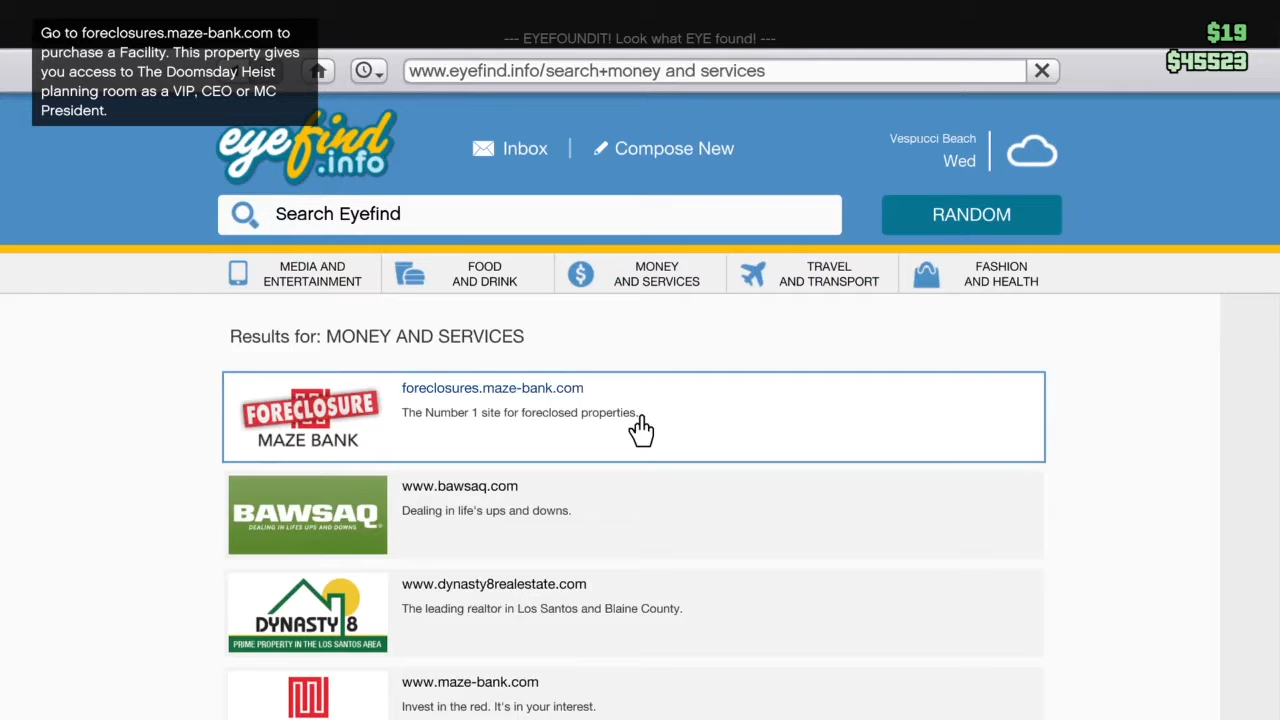 Go to foreclosures.maze-bank.com to
purchase a Facility. This property gives
you access to The Doomsday Heist
planning room as a VIP, CEO or MC
President.
--- EYEFOUNDIT! Look what EYE found! ---
$19
$45523
www.eyefind.info/search+money and services
eyefind
.info
Inbox
Compose New
Vespucci Beach
Wed
Search Eyefind
RANDOM
MEDIA AND
ENTERTAINMENT
FOOD
AND DRINK
MONEY
AND SERVICES
TRAVEL
AND TRANSPORT
FASHION
AND HEALTH
Results for: MONEY AND SERVICES
FORECLOSURE
MAZE BANK
foreclosures.maze-bank.com
The Number 1 site for foreclosed properties.
BAWSAQ
DEALING IN LIFE'S UPS AND DOWNS
www.bawsaq.com
Dealing in life's ups and downs.
DYNASTY 8
PRIME PROPERTY IN THE LOS SANTOS AREA
www.dynasty8realestate.com
The leading realtor in Los Santos and Blaine County.
www.maze-bank.com
Invest in the red. It's in your interest.